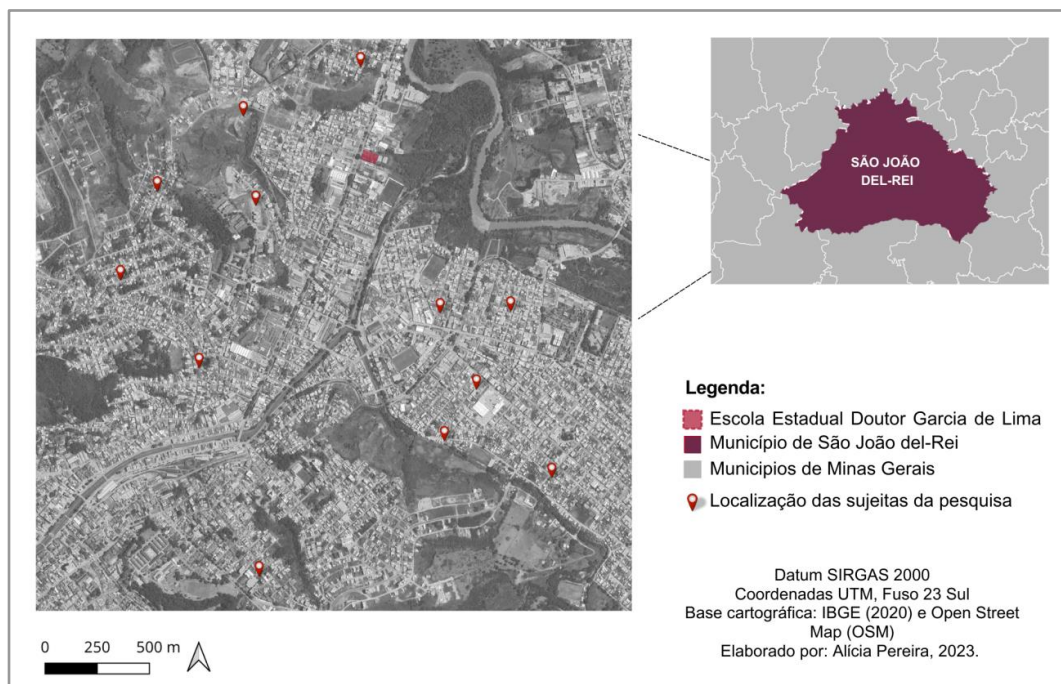 SÃO JOÃO
DEL-REI
Legenda:
Escola Estadual Doutor Garcia de Lima
Município de São João del-Rei
Municipios de Minas Gerais
Localização das sujeitas da pesquisa
Datum SIRGAS 2000
Coordenadas UTM, Fuso 23 Sul
Base cartográfica: IBGE (2020) e Open Street
Map (OSM)
Elaborado por: Alícia Pereira, 2023.
0 250 500 m